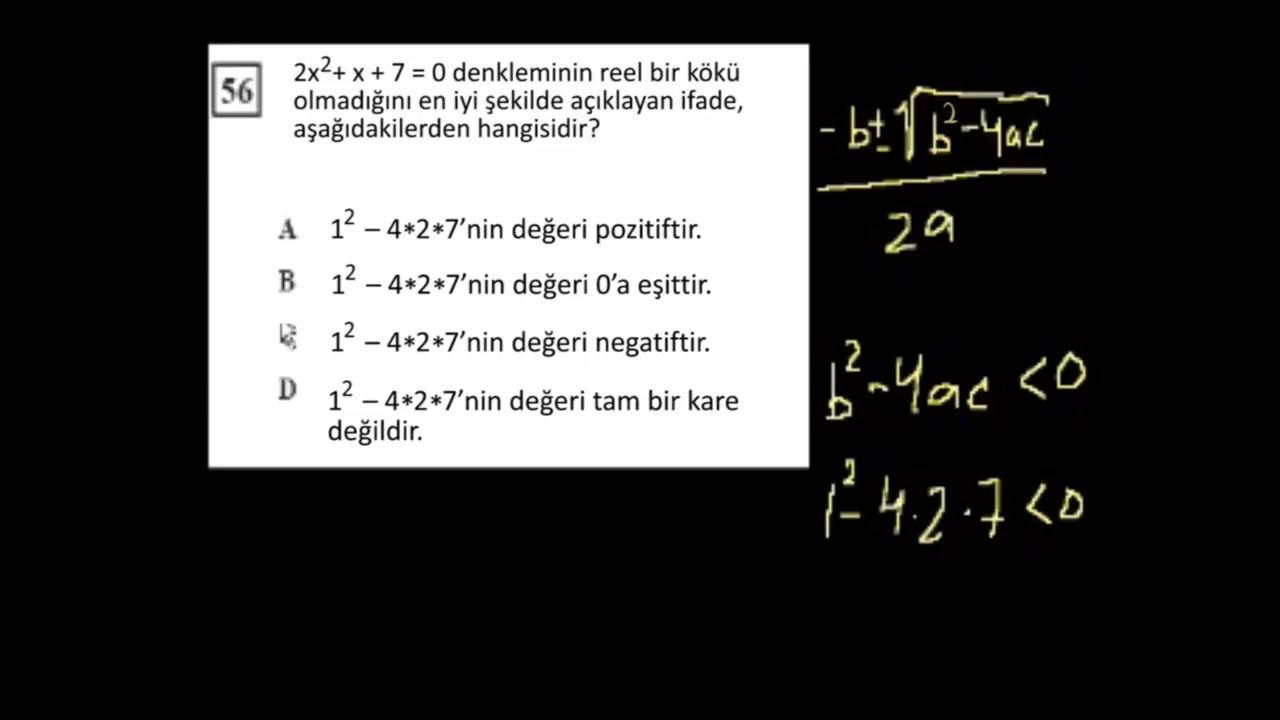 56
2x²+ x + 7 = 0 denkleminin reel bir kökü
olmadığını en iyi şekilde açıklayan ifade,
aşağıdakilerden hangisidir?
A 1² – 4*2*7’nin değeri pozitiftir.
B 1² – 4*2*7’nin değeri 0’a eşittir.
1² – 4*2*7’nin değeri negatiftir.
D 1² – 4*2*7’nin değeri tam bir kare
değildir.
-b±√b²-4ac
2a
b²-4ac <0
1²-4.2.7 <0